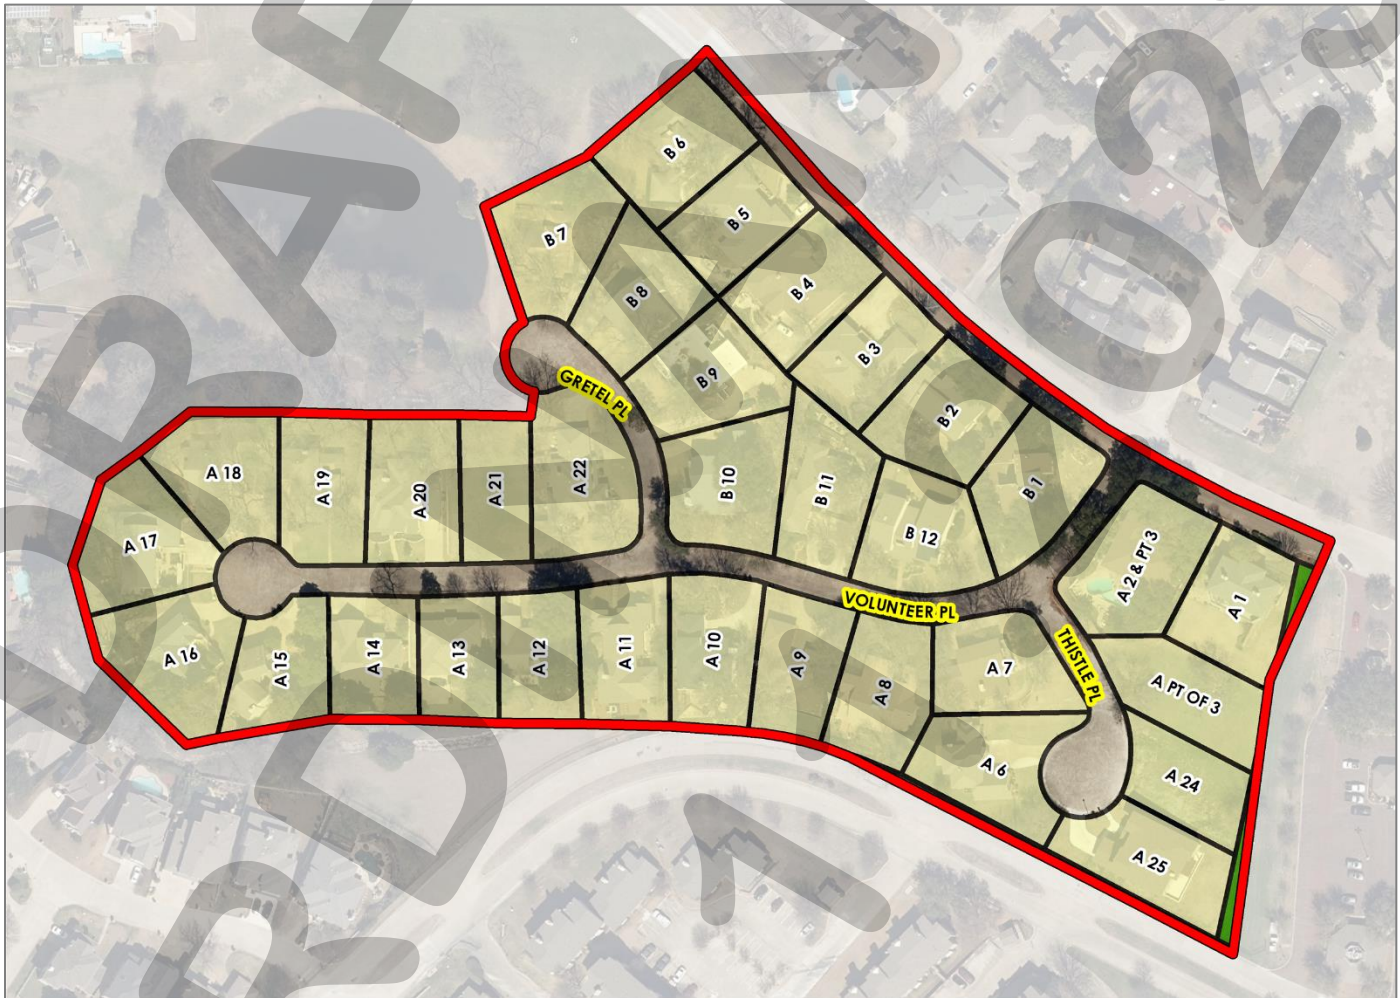 B 6
B 5
B 7
B 8
B 4
B 3
B 9
GRETEL PL
B 2
A 18
A 19
A 20
A 21
A 22
B 10
B 11
B 1
A 17
B 12
A 2 & PT 3
A 1
VOLUNTEER PL
A 16
A 15
A 14
A 13
A 12
A 11
A 10
A 9
A 8
A 7
THISTLE PL
A PT OF 3
A 6
A 24
A 25